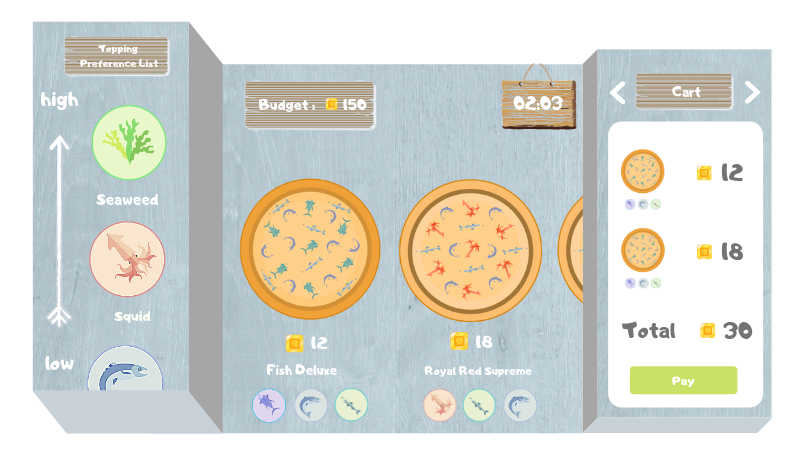 Topping
Preference List
high
Seaweed
Squid
low
Budget : 150
02:03
12
Fish Deluxe
18
Royal Red Supreme
Cart
12
18
Total 30
Pay